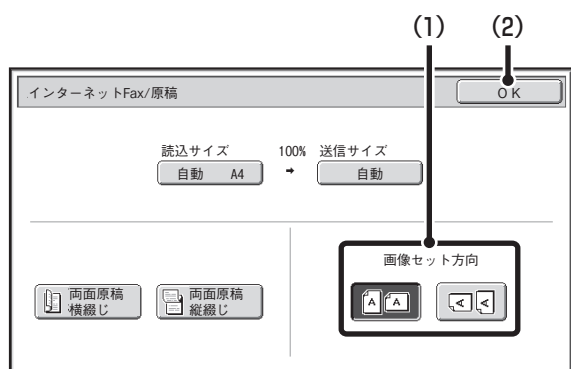 (1) (2)
インターネットFax/原稿 OK
読込サイズ 100% 送信サイズ
自動 A4 → 自動
画像セット方向
両面原稿 両面原稿
横綴じ 縦綴じ
A A A A